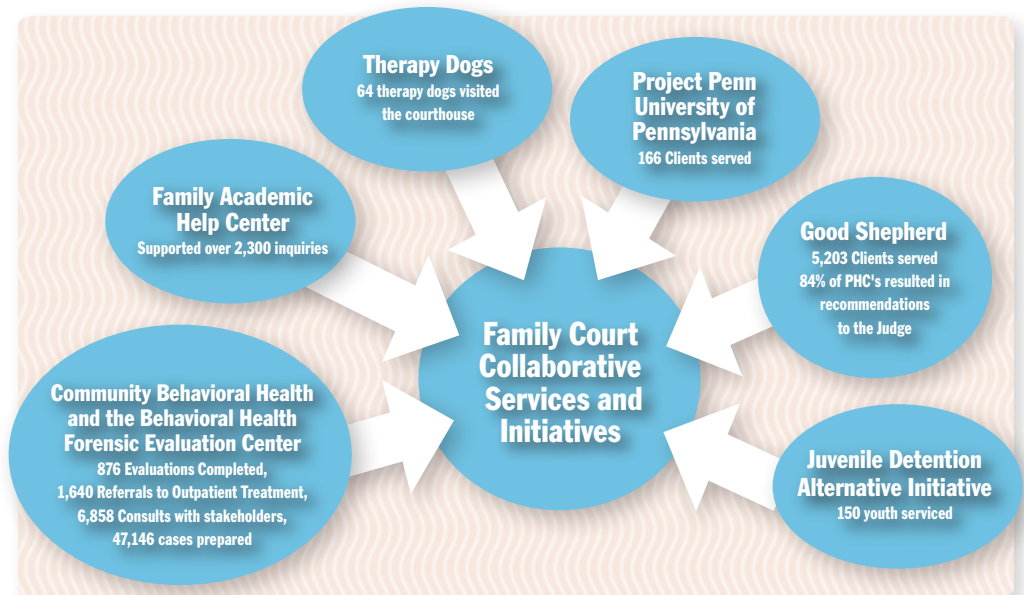 Therapy Dogs
64 therapy dogs visited
the courthouse
Project Penn
University of
Pennsylvania
166 Clients served
Family Academic
Help Center
Supported over 2,300 inquiries
Good Shepherd
5,203 Clients served
84% of PHC's resulted in
recommendations
to the Judge
Family Court
Collaborative
Services and
Initiatives
Community Behavioral Health
and the Behavioral Health
Forensic Evaluation Center
876 Evaluations Completed,
1,640 Referrals to Outpatient Treatment,
6,858 Consults with stakeholders,
47,146 cases prepared
Juvenile Detention
Alternative Initiative
150 youth serviced